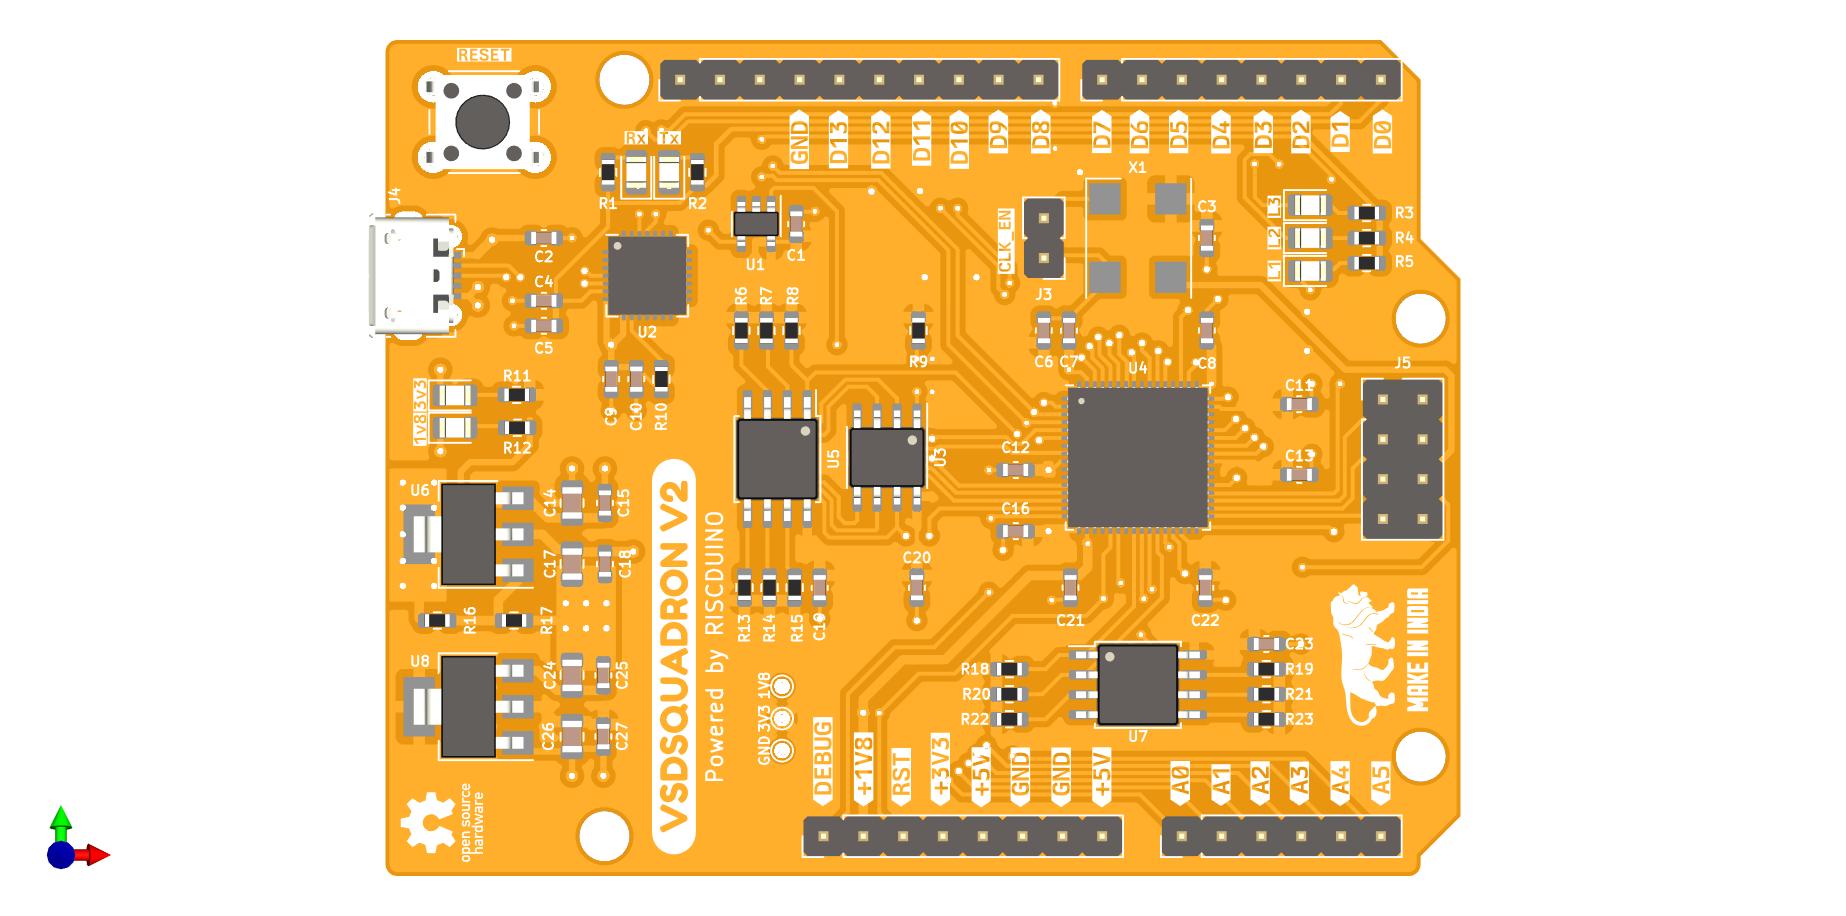 RESET
J4
Rx Tx
R1
R2
GND
D13
D12
D11
D10
D9
D8
D7
D6
D5
D4
D3
D2
D1
D0
X1
U1
C1
CLK_EN
J3
C3
L3
L2
L1
R3
R4
R5
C2
C4
C5
U2
R6
R7
R8
R9
C6
C7
U4
C8
J5
3V3
1V8
R11
R12
C9
C10
R10
U5
U3
C11
C12
C13
C16
U6
C14
C15
C17
C18
R16
R17
U8
C24
C25
C26
C27
VSDSQUADRON V2
Powered by RISCDUINO
R13
R14
R15
C19
C20
C21
C22
1V8
3V3
GND
R18
R20
R22
U7
C23
R19
R21
R23
MAKE IN INDIA
DEBUG
+1V8
RST
+3V3
+5V
GND
GND
+5V
A0
A1
A2
A3
A4
A5
open source
hardware